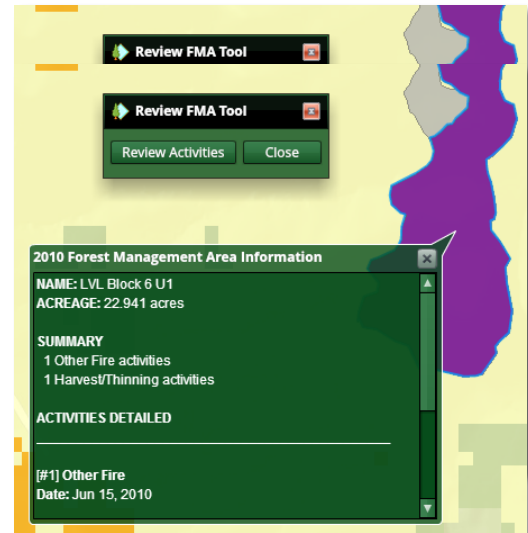 Review FMA Tool
Review FMA Tool
Review Activities Close
2010 Forest Management Area Information
NAME: LVL Block 6 U1
ACREAGE: 22.941 acres
SUMMARY
1 Other Fire activities
1 Harvest/Thinning activities
ACTIVITIES DETAILED
[#1] Other Fire
Date: Jun 15, 2010